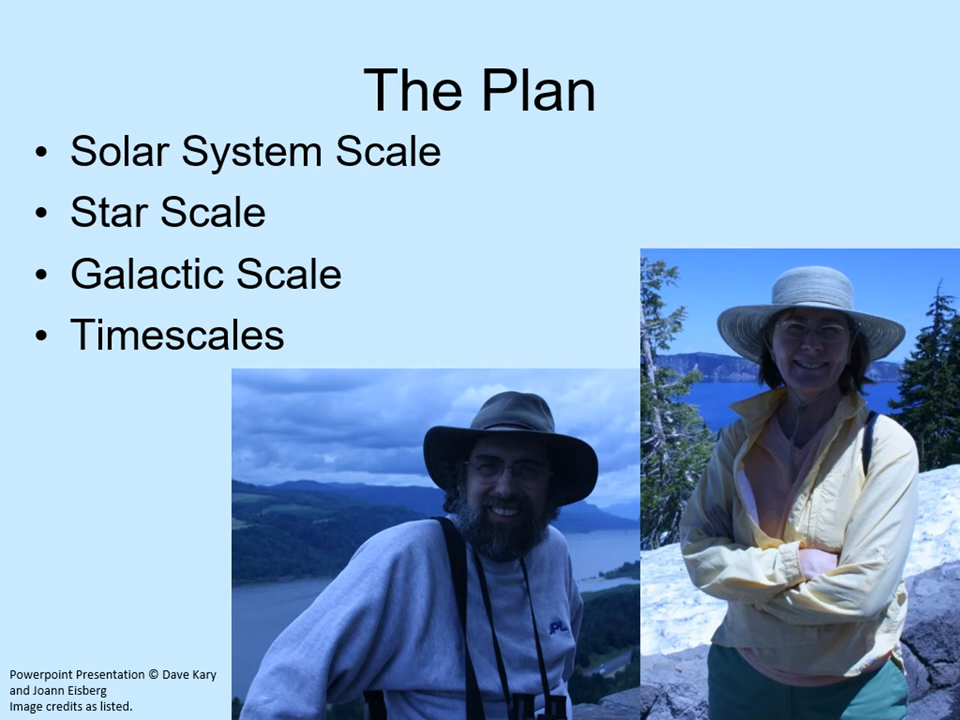 The Plan
• Solar System Scale
• Star Scale
• Galactic Scale
• Timescales
JPL
Powerpoint Presentation © Dave Kary
and Joann Eisberg
Image credits as listed.